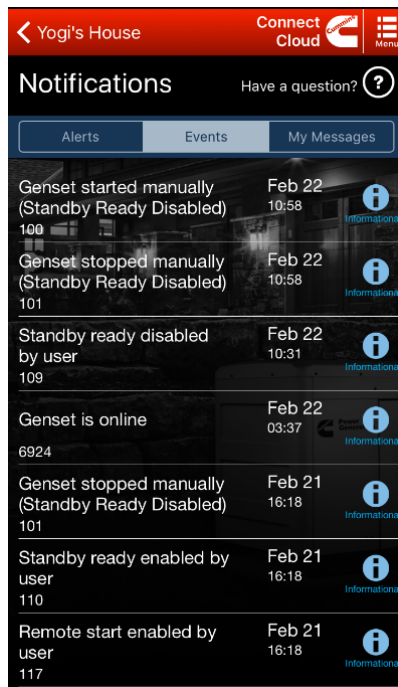 Yogi's House
Connect
Cloud
Cummins
Menu
Notifications
Have a question? ?
Alerts
Events
My Messages
Genset started manually
(Standby Ready Disabled)
100
Feb 22
10:58
Informational
Genset stopped manually
(Standby Ready Disabled)
101
Feb 22
10:58
Informational
Standby ready disabled
by user
109
Feb 22
10:31
Informational
Genset is online
6924
Feb 22
03:37
Informational
Genset stopped manually
(Standby Ready Disabled)
101
Feb 21
16:18
Informational
Standby ready enabled by
user
110
Feb 21
16:18
Informational
Remote start enabled by
user
117
Feb 21
16:18
Informational